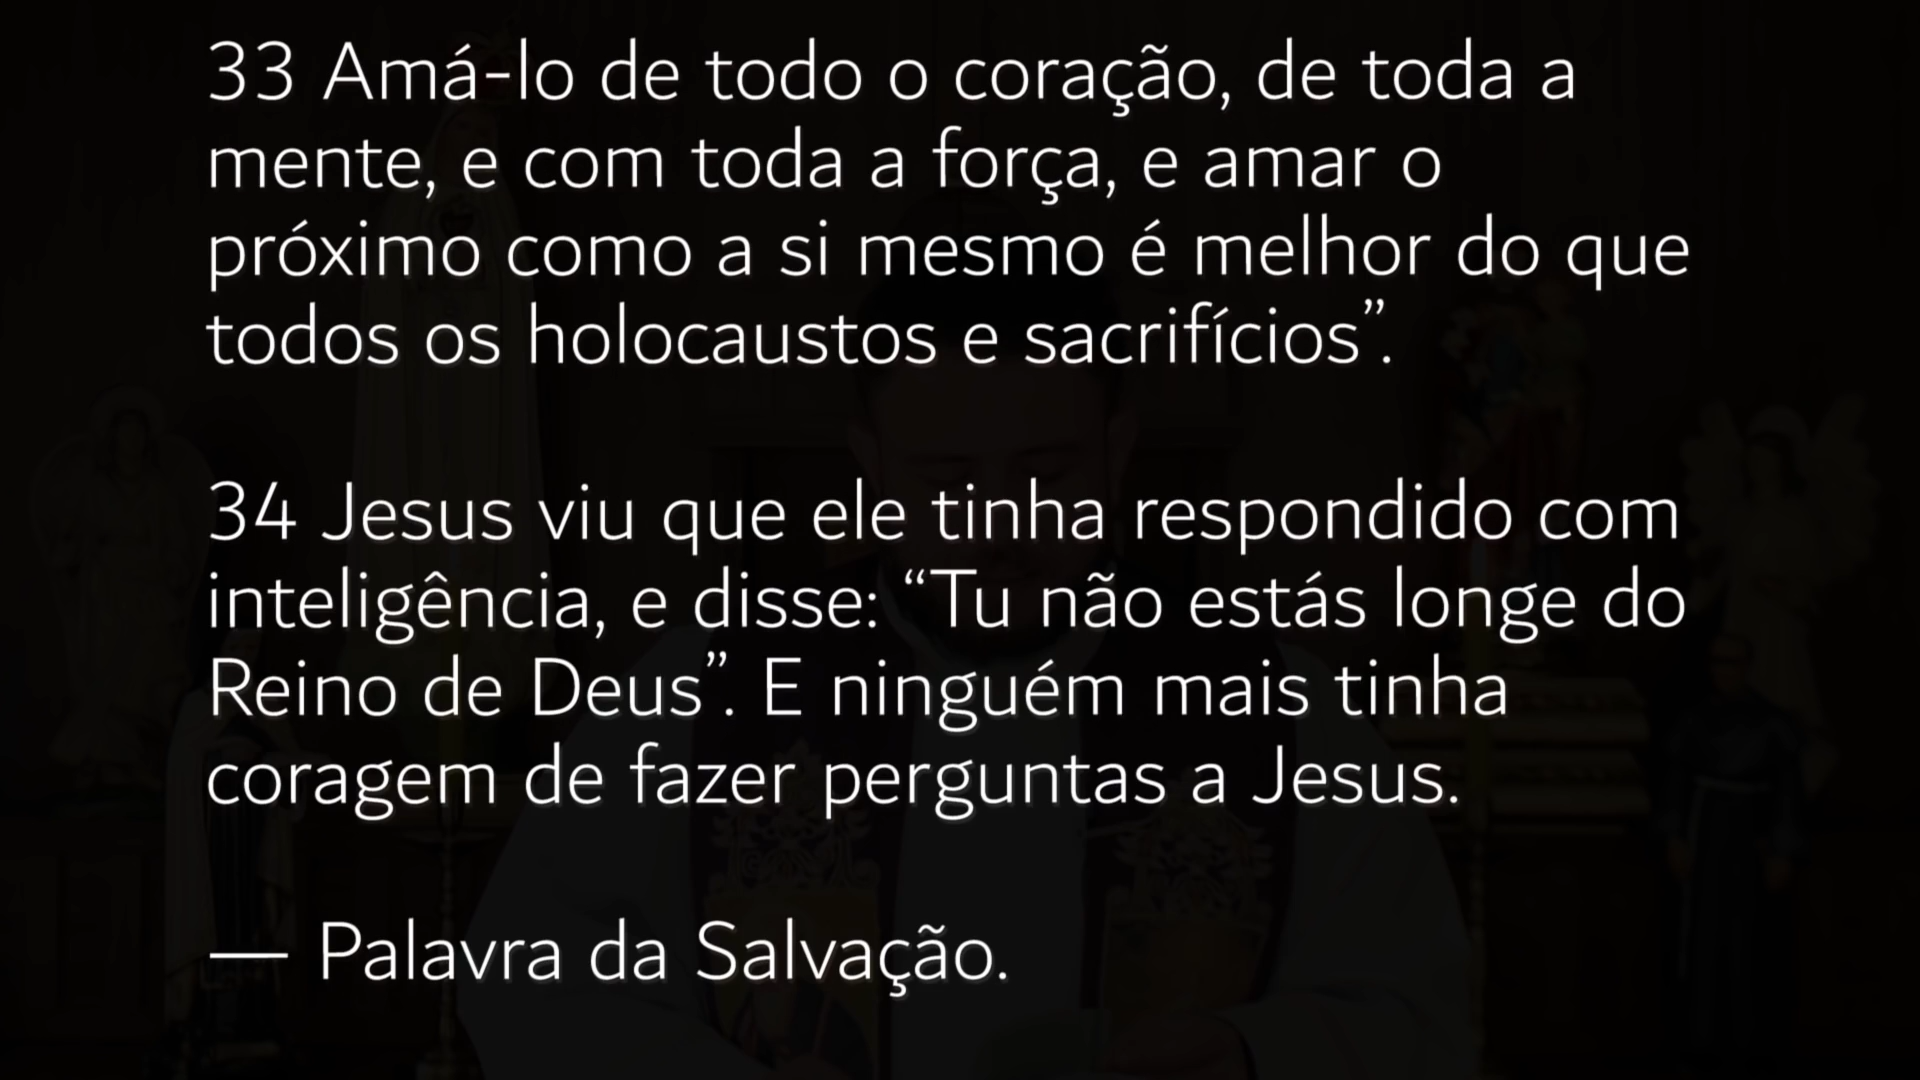 33 Amá-lo de todo o coração, de toda a
mente, e com toda a força, e amar o
próximo como a si mesmo é melhor do que
todos os holocaustos e sacrifícios”.
34 Jesus viu que ele tinha respondido com
inteligência, e disse: “Tu não estás longe do
Reino de Deus”. E ninguém mais tinha
coragem de fazer perguntas a Jesus.
— Palavra da Salvação.